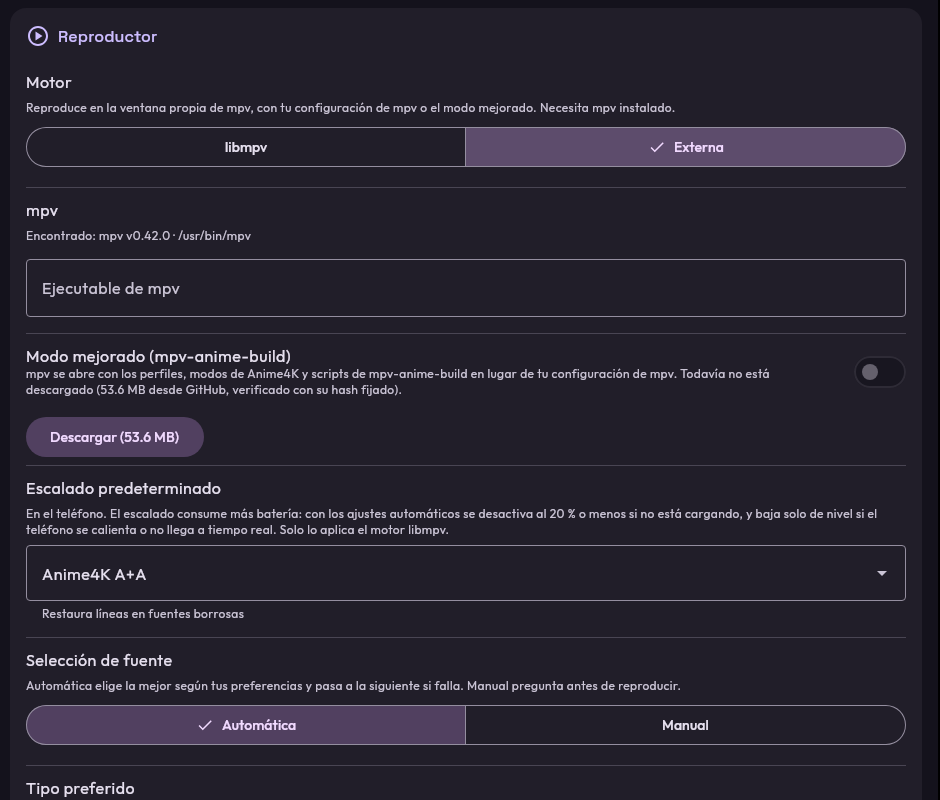 Reproductor
Motor
Reproduce en la ventana propia de mpv, con tu configuración de mpv o el modo mejorado. Necesita mpv instalado.
libmpv
Externa
mpv
Encontrado: mpv v0.42.0 · /usr/bin/mpv
Ejecutable de mpv
Modo mejorado (mpv-anime-build)
mpv se abre con los perfiles, modos de Anime4K y scripts de mpv-anime-build en lugar de tu configuración de mpv. Todavía no está
descargado (53.6 MB desde GitHub, verificado con su hash fijado).
Descargar (53.6 MB)
Escalado predeterminado
En el teléfono. El escalado consume más batería: con los ajustes automáticos se desactiva al 20 % o menos si no está cargando, y baja solo de nivel si el
teléfono se calienta o no llega a tiempo real. Solo lo aplica el motor libmpv.
Anime4K A+A
Restaura líneas en fuentes borrosas
Selección de fuente
Automática elige la mejor según tus preferencias y pasa a la siguiente si falla. Manual pregunta antes de reproducir.
Automática
Manual
Tipo preferido